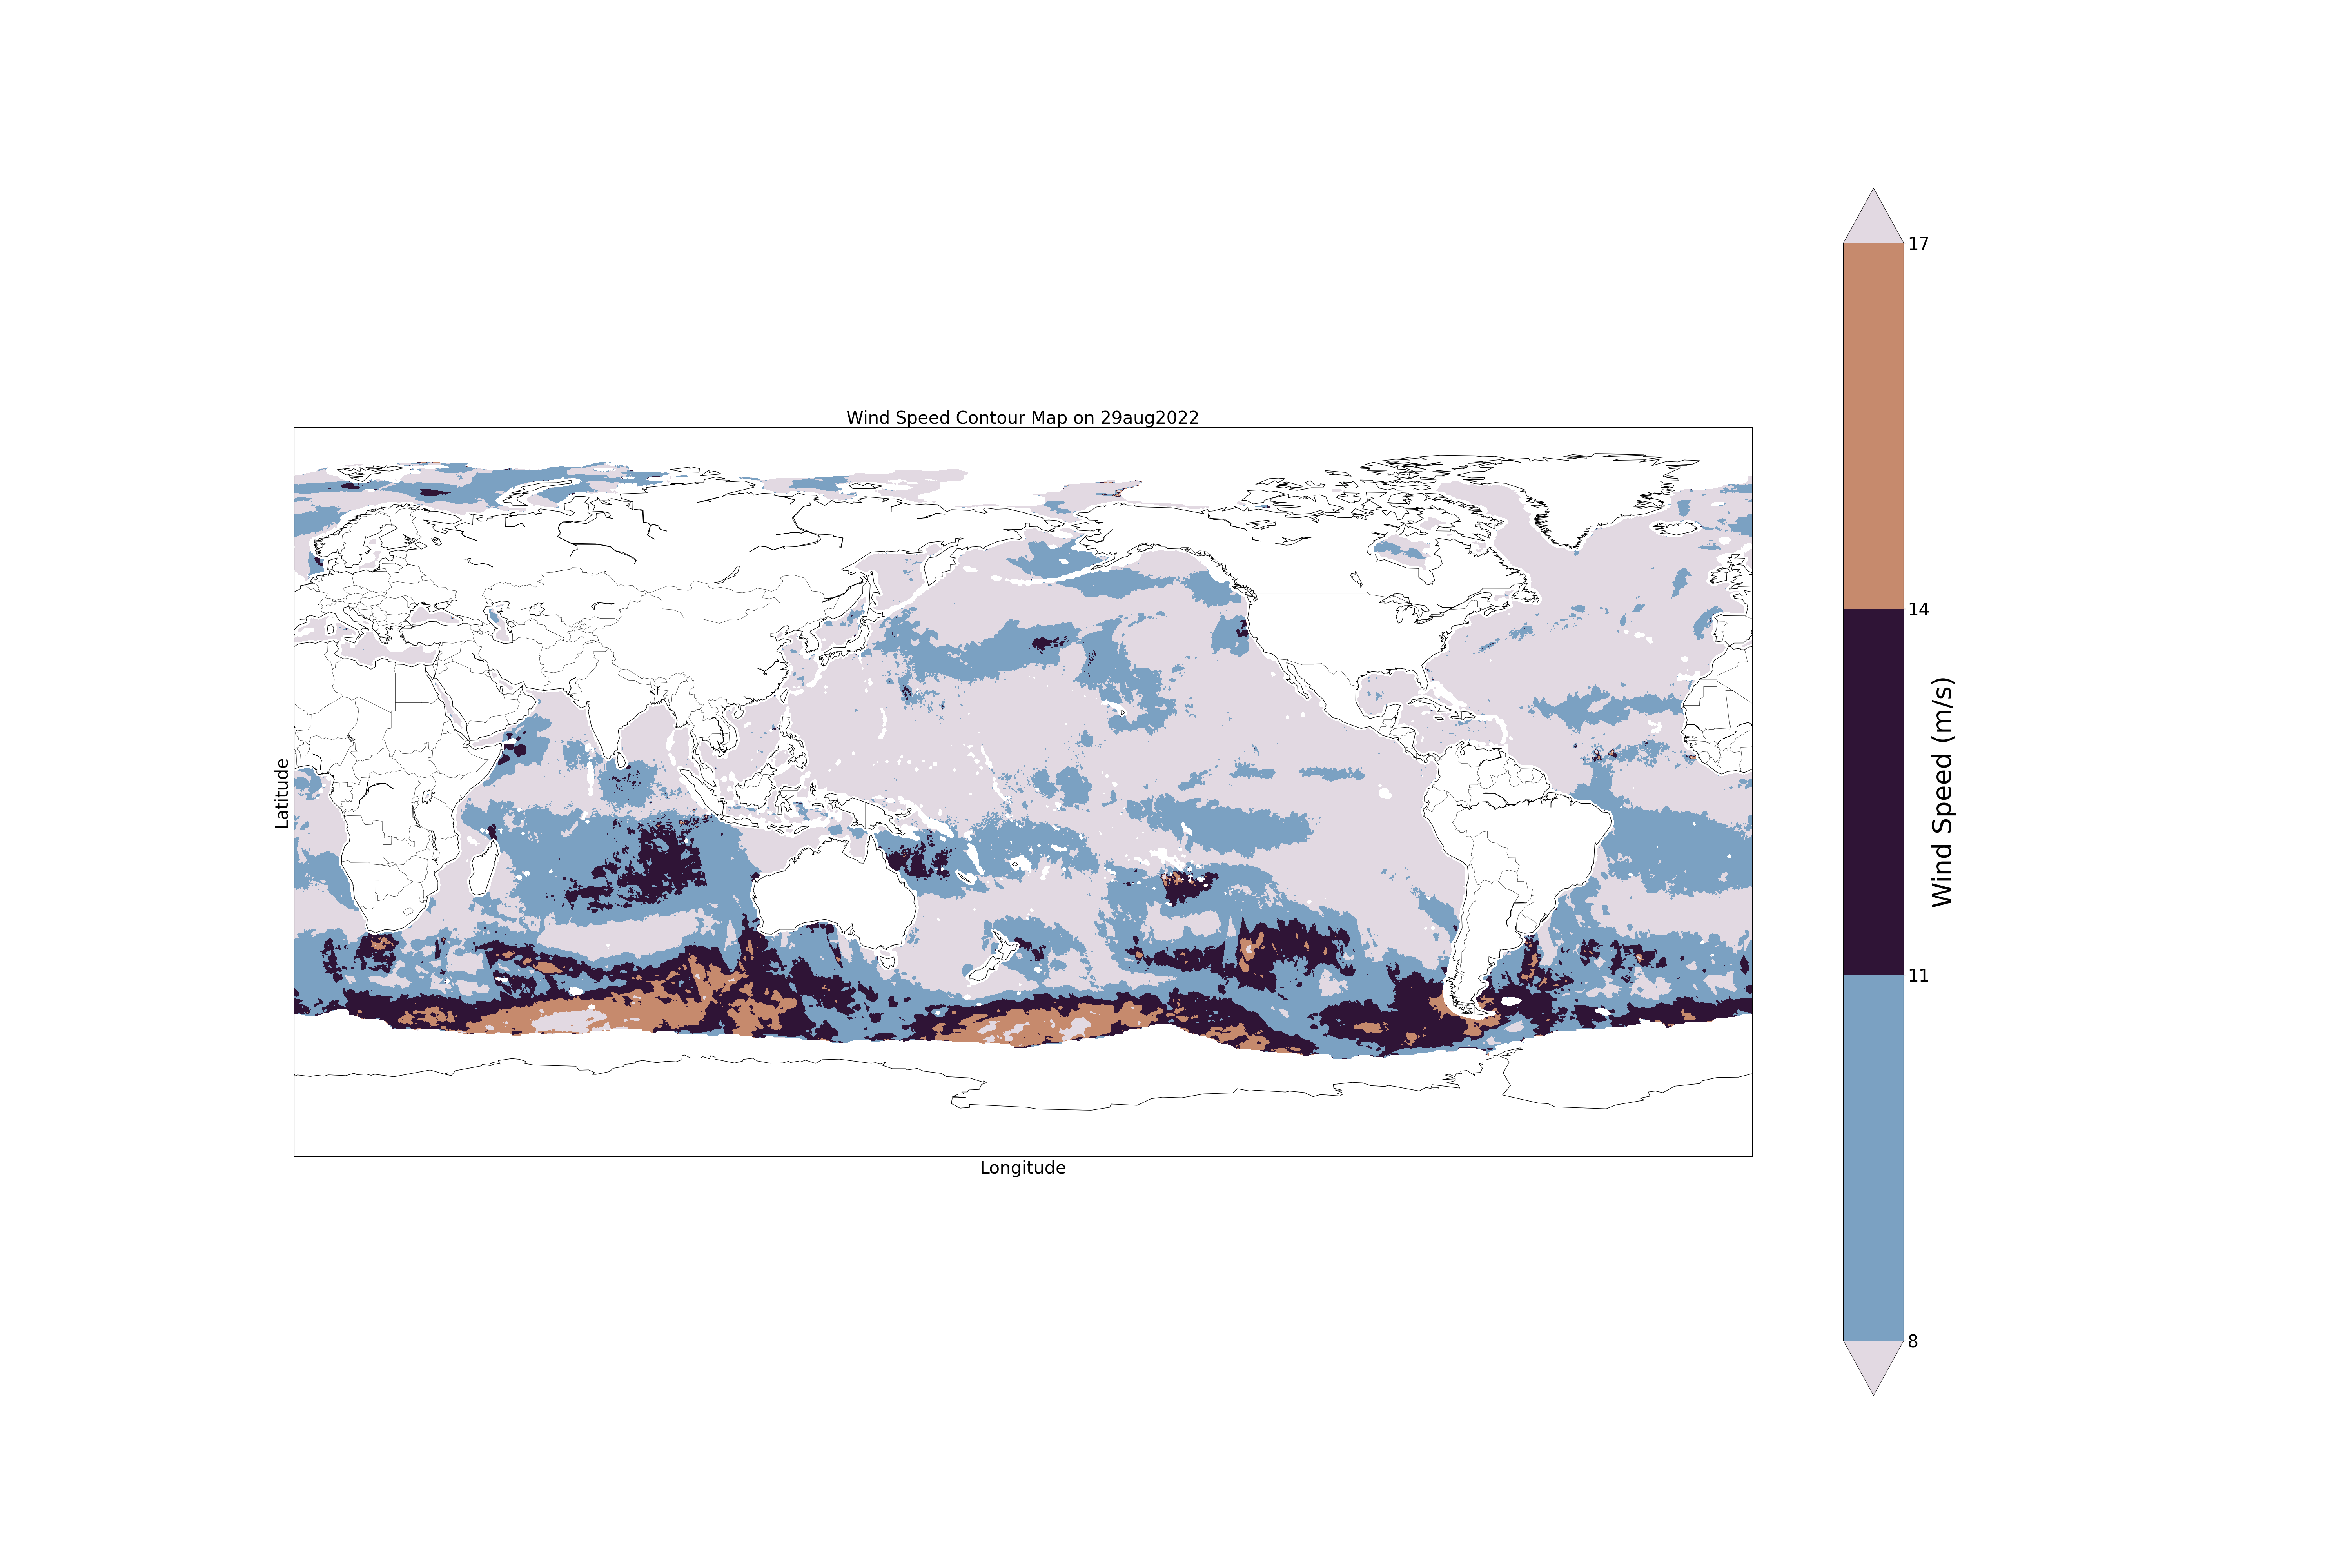 Wind Speed Contour Map on 29aug2022
Latitude
Longitude
17
14
11
8
Wind Speed (m/s)